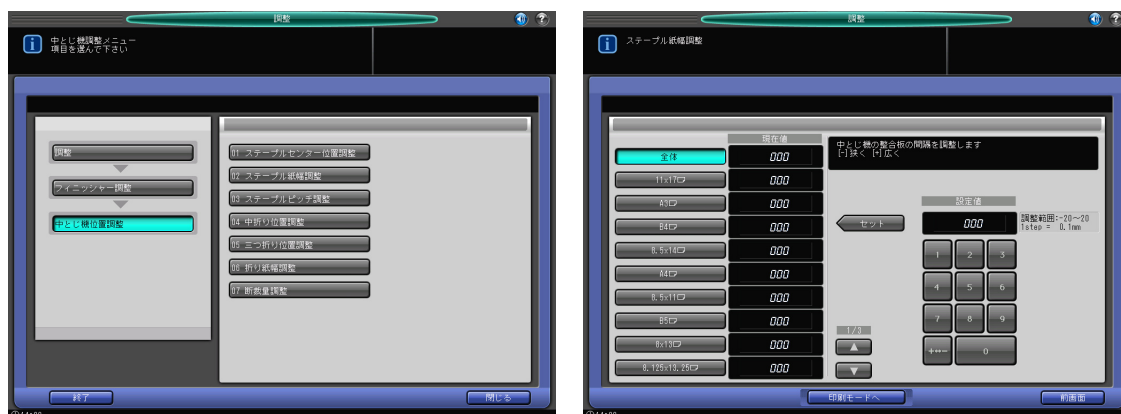 調整
中とじ機調整メニュー
項目を選んで下さい
調整
フィニッシャー調整
中とじ機位置調整
01 ステープルセンター位置調整
02 ステープル紙幅調整
03 ステープルピッチ調整
04 中折り位置調整
05 三つ折り位置調整
06 折り紙幅調整
07 断裁量調整
終了
閉じる
調整
ステープル紙幅調整
現在値
全体 000
11x17 000
A3 000
B4 000
8.5x14 000
A4 000
8.5x11 000
B5 000
8x13 000
8.125x13.25 000
中とじ機の整合板の間隔を調整します
[-]狭く [+]広く
設定値
セット
000
調整範囲:-20～20
1step = 0.1mm
1 2 3
4 5 6
7 8 9
+↔- 0
1/3
▲
▼
印刷モードへ
前画面